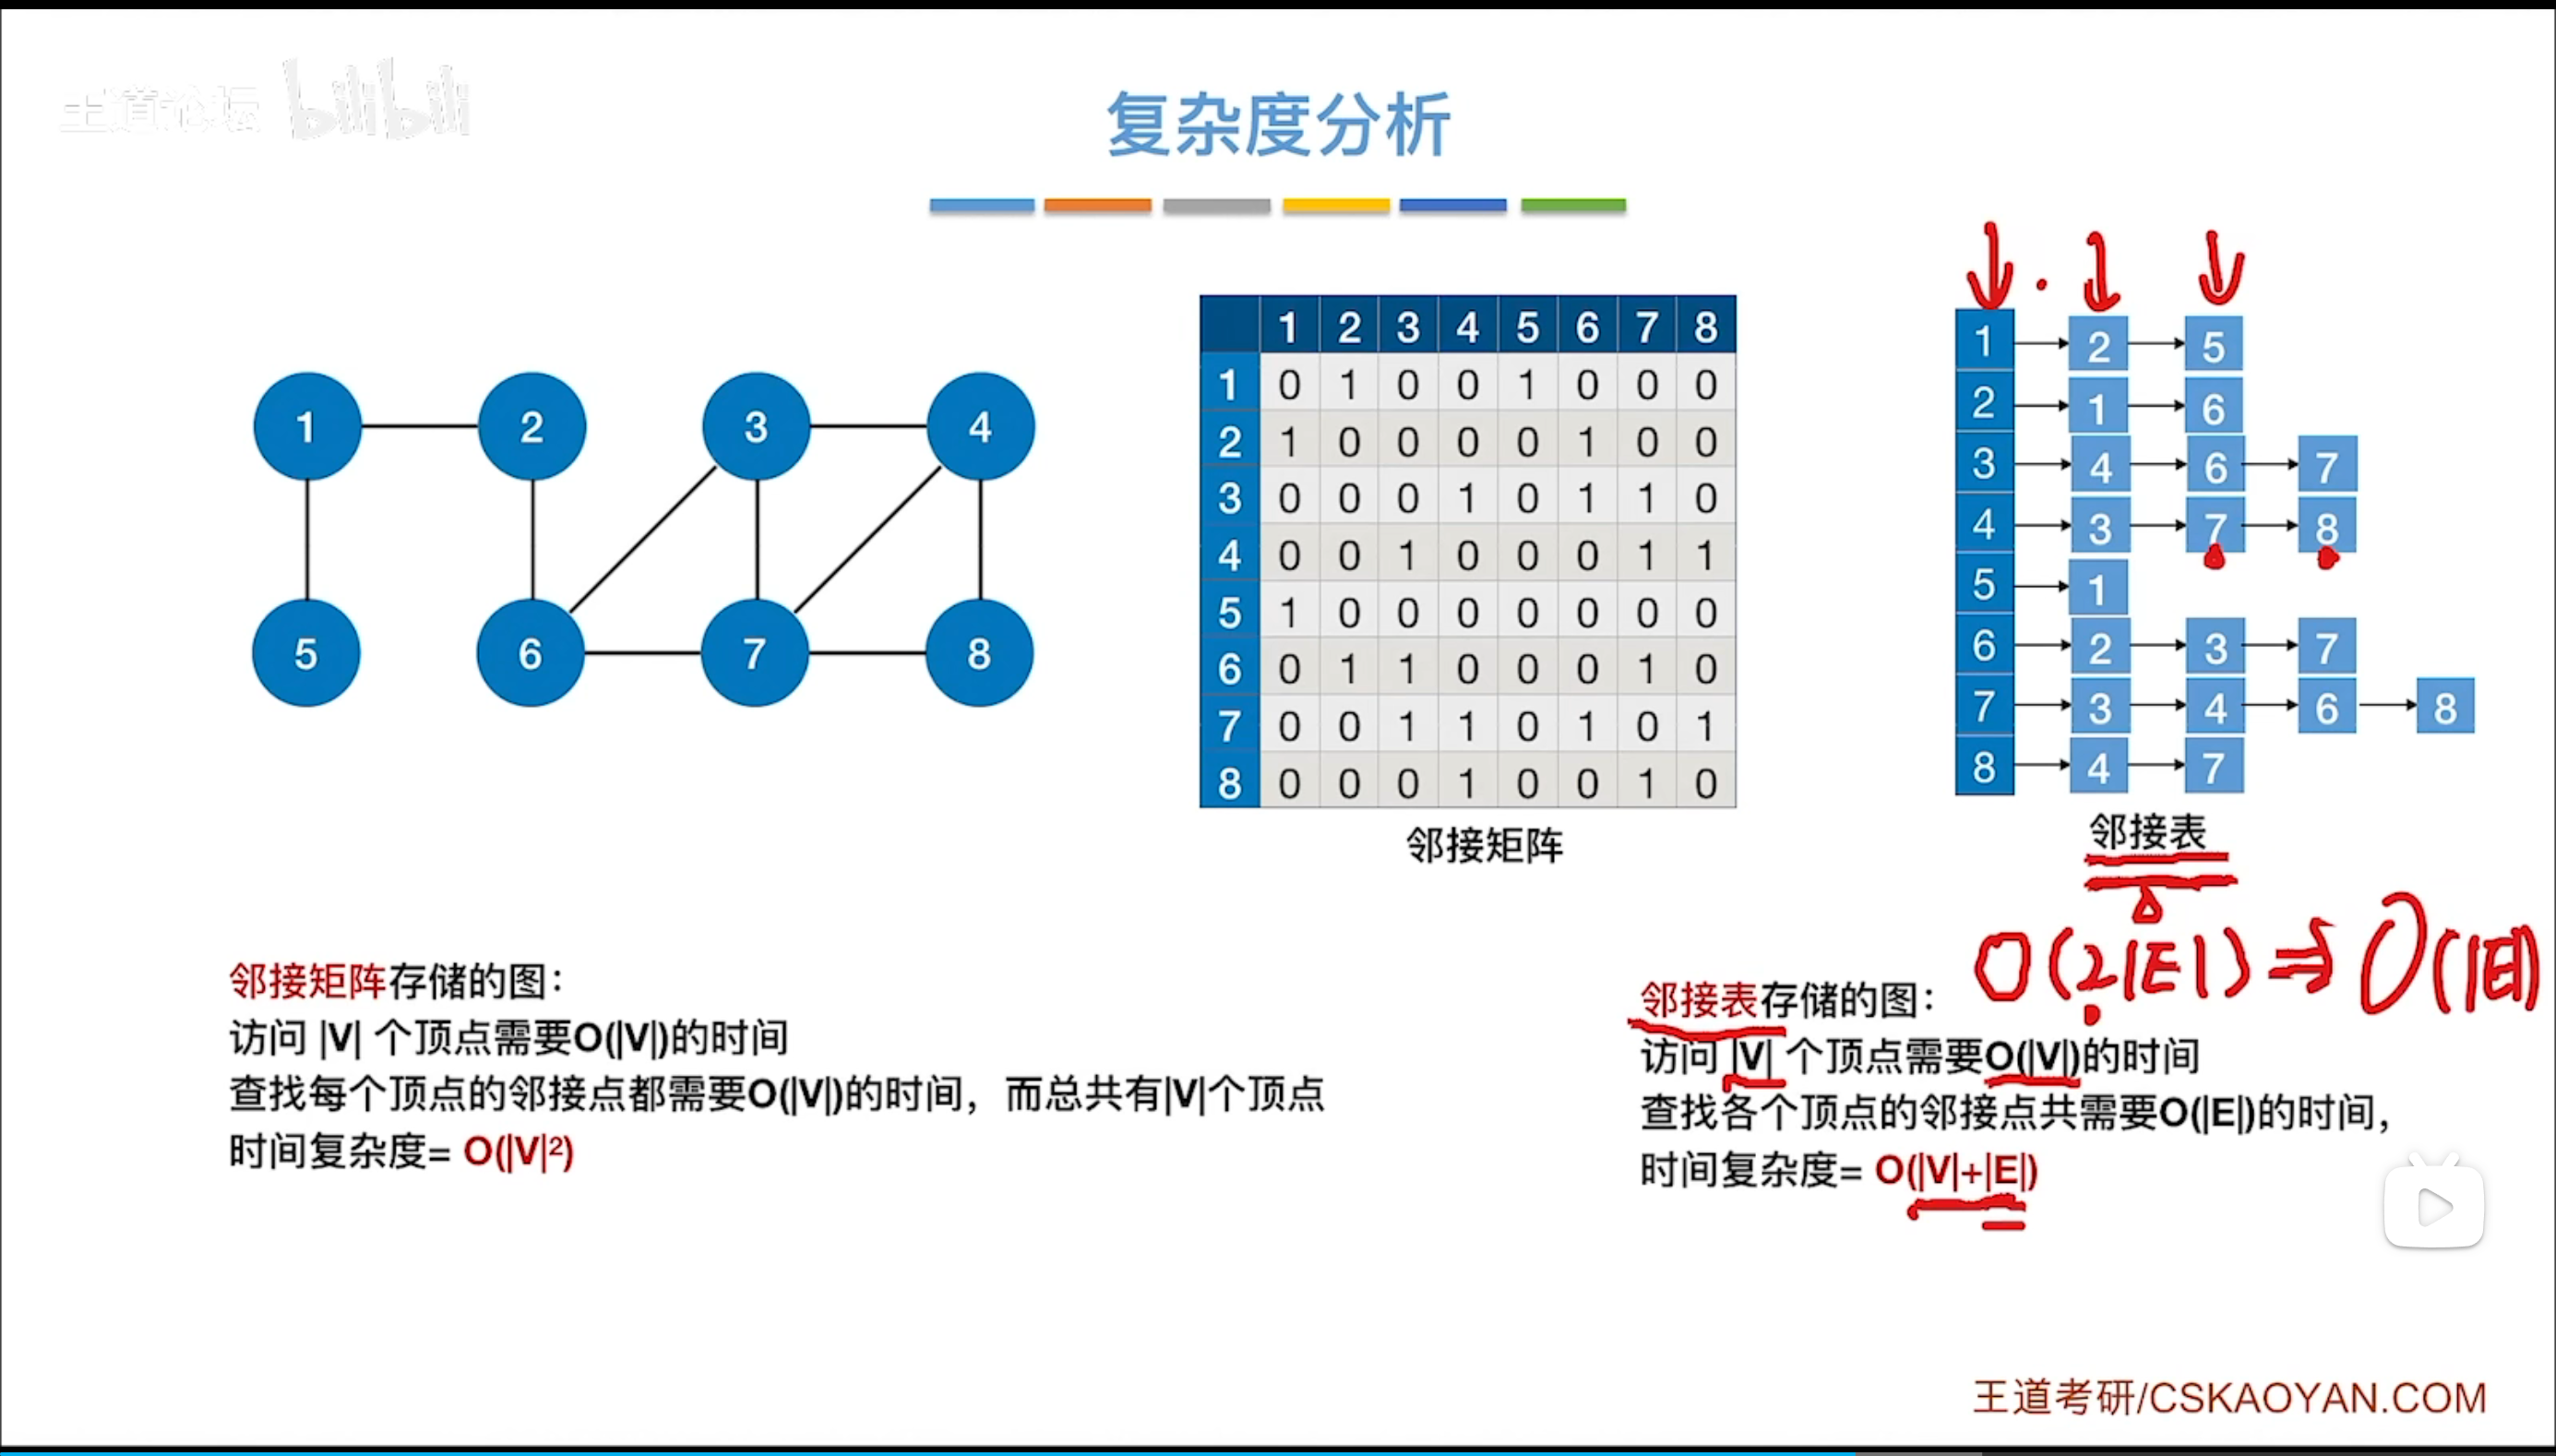 王道论坛 bilibili
复杂度分析
1 2 3 4
5 6 7 8
1 2 3 4 5 6 7 8
1 0 1 0 0 1 0 0 0
2 1 0 0 0 0 1 0 0
3 0 0 0 1 0 1 1 0
4 0 0 1 0 0 0 1 1
5 1 0 0 0 0 0 0 0
6 0 1 1 0 0 0 1 0
7 0 0 1 1 0 1 0 1
8 0 0 0 1 0 0 1 0
邻接矩阵
1 2 5
2 1 6
3 4 6 7
4 3 7 8
5 1
6 2 3 7
7 3 4 6 8
8 4 7
邻接表
O(2|E|) ⇒ O(|E|)
邻接矩阵存储的图：
访问 |V| 个顶点需要O(|V|)的时间
查找每个顶点的邻接点都需要O(|V|)的时间，而总共有|V|个顶点
时间复杂度= O(|V|²)
邻接表存储的图：
访问 |V| 个顶点需要O(|V|)的时间
查找各个顶点的邻接点共需要O(|E|)的时间，
时间复杂度= O(|V|+|E|)
王道考研/CSKAOYAN.COM